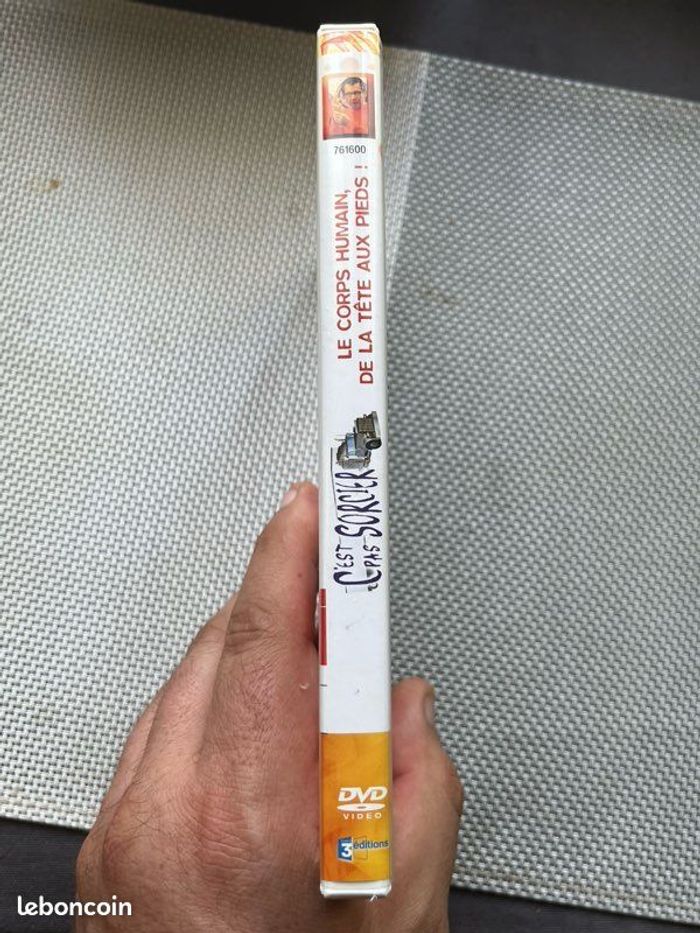 761600
LE CORPS HUMAIN,
DE LA TÊTE AUX PIEDS !
C'EST
PAS SORCIER
DVD
VIDEO
3 éditions
leboncoin